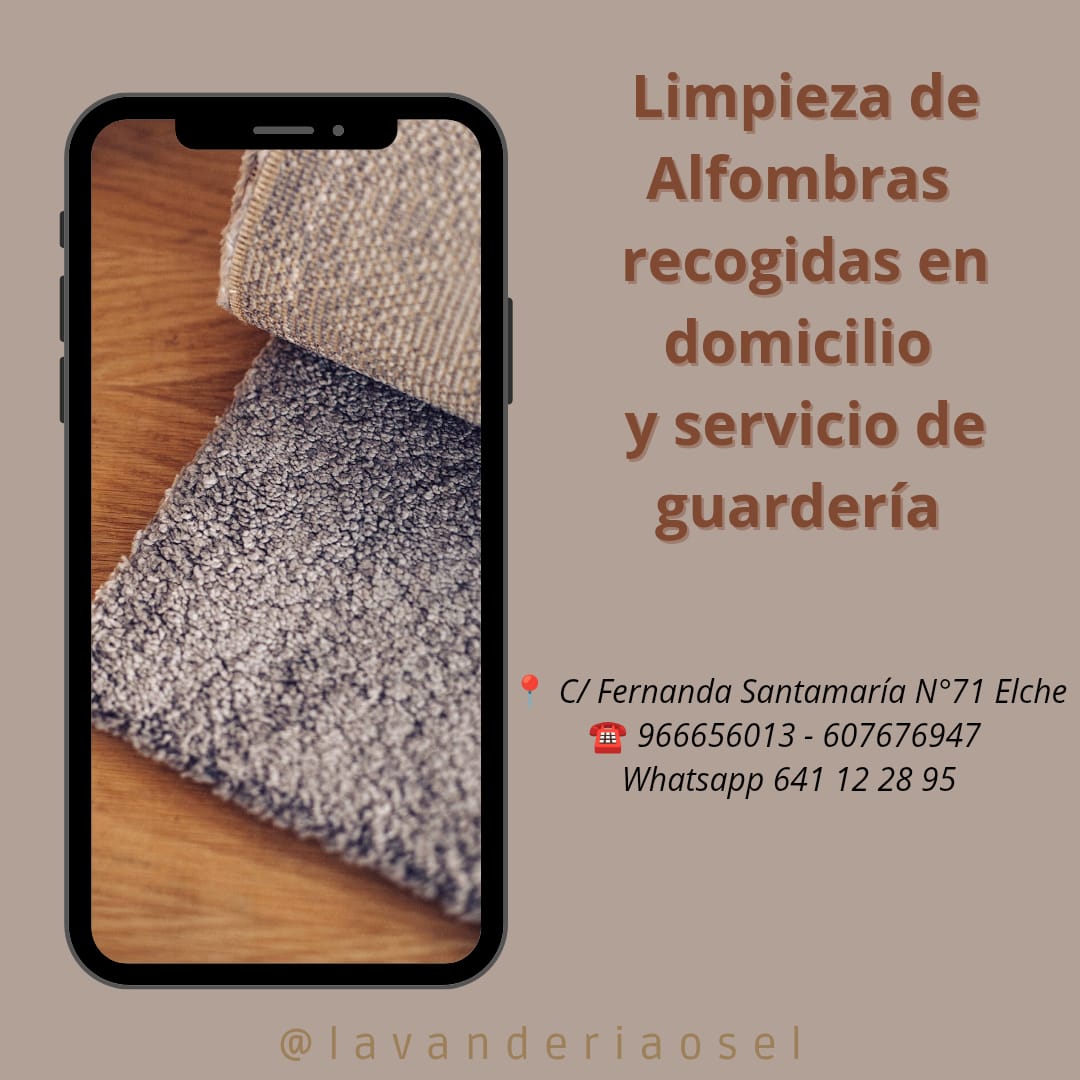 Limpieza de
Alfombras
recogidas en
domicilio
y servicio de
guardería
📍 C/ Fernanda Santamaría N°71 Elche
☎️ 966656013 - 607676947
Whatsapp 641 12 28 95
@lavanderiaosel